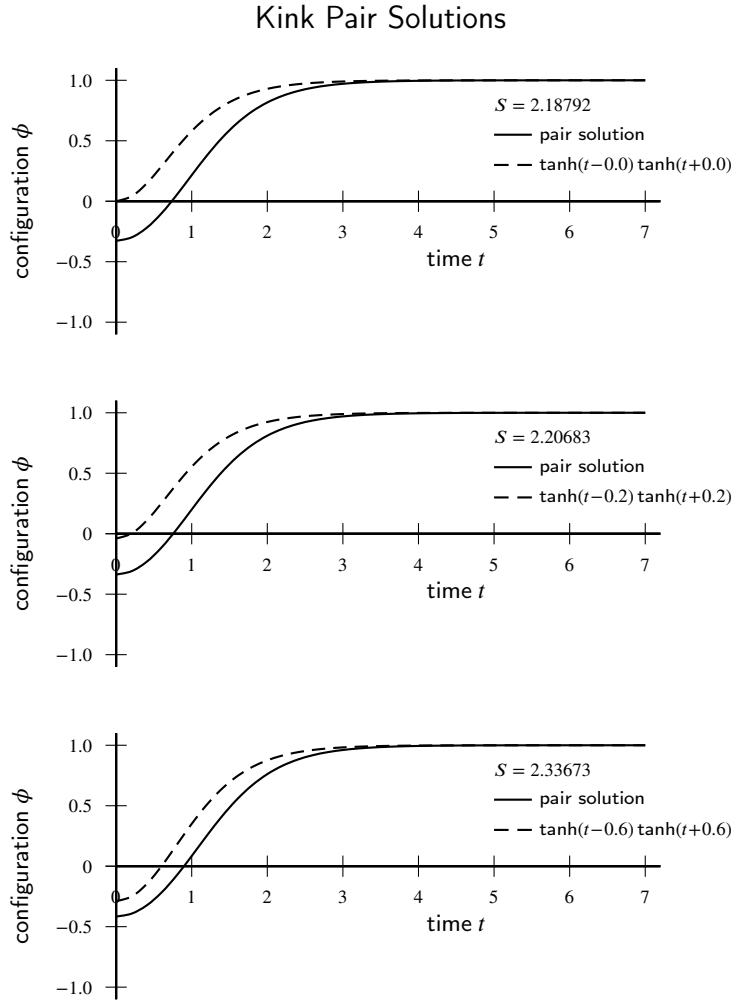 Kink Pair Solutions
1.0
0.5
0
−0.5
−1.0
configuration ϕ
0 1 2 3 4 5 6 7
time t
S = 2.18792
pair solution
tanh(t−0.0) tanh(t+0.0)
1.0
0.5
0
−0.5
−1.0
configuration ϕ
0 1 2 3 4 5 6 7
time t
S = 2.20683
pair solution
tanh(t−0.2) tanh(t+0.2)
1.0
0.5
0
−0.5
−1.0
configuration ϕ
0 1 2 3 4 5 6 7
time t
S = 2.33673
pair solution
tanh(t−0.6) tanh(t+0.6)